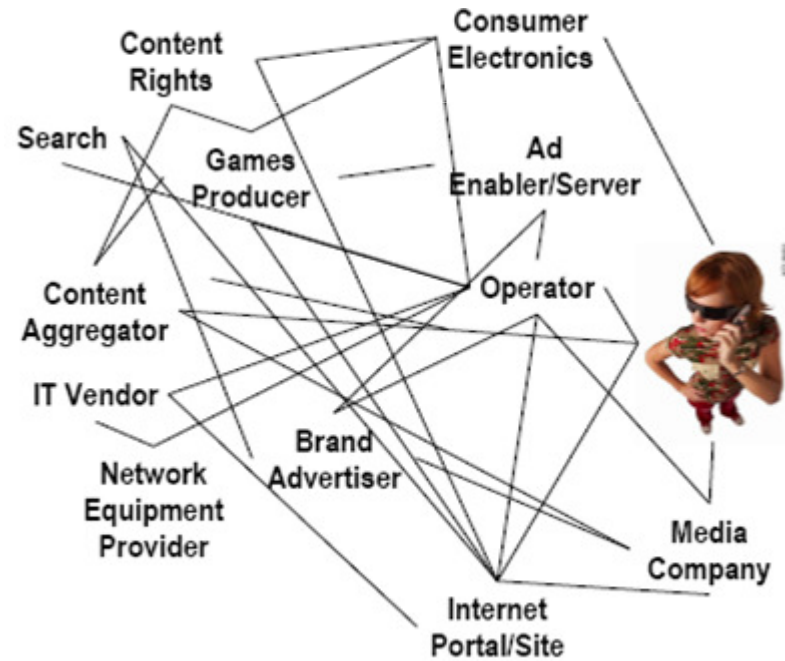 Content
Rights
Consumer
Electronics
Search
Games
Producer
Ad
Enabler/Server
Content
Aggregator
Operator
IT Vendor
Brand
Advertiser
Network
Equipment
Provider
Media
Company
Internet
Portal/Site